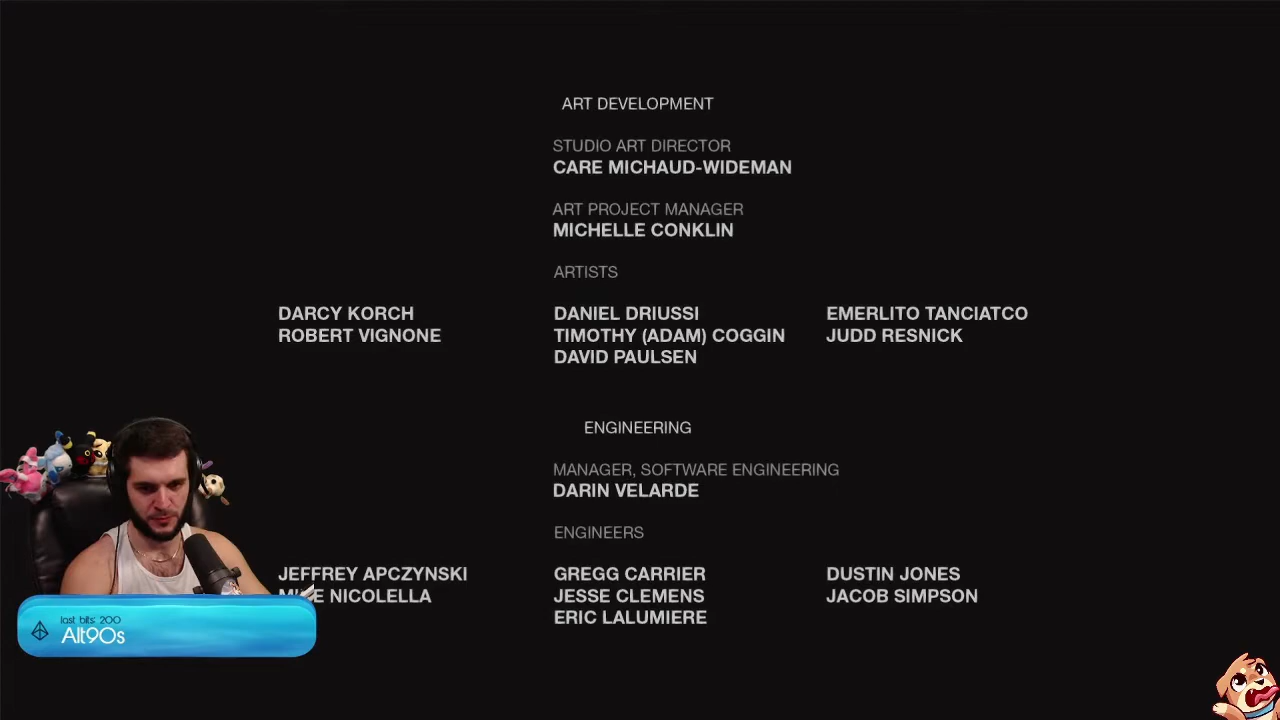 ART DEVELOPMENT
STUDIO ART DIRECTOR
CARE MICHAUD-WIDEMAN
ART PROJECT MANAGER
MICHELLE CONKLIN
ARTISTS
DARCY KORCH DANIEL DRIUSSI EMERLITO TANCIATCO
ROBERT VIGNONE TIMOTHY (ADAM) COGGIN JUDD RESNICK
DAVID PAULSEN
ENGINEERING
MANAGER, SOFTWARE ENGINEERING
DARIN VELARDE
ENGINEERS
JEFFREY APCZYNSKI GREGG CARRIER DUSTIN JONES
NICOLELLA JESSE CLEMENS JACOB SIMPSON
ERIC LALUMIERE
last bits: 200
Alt90s